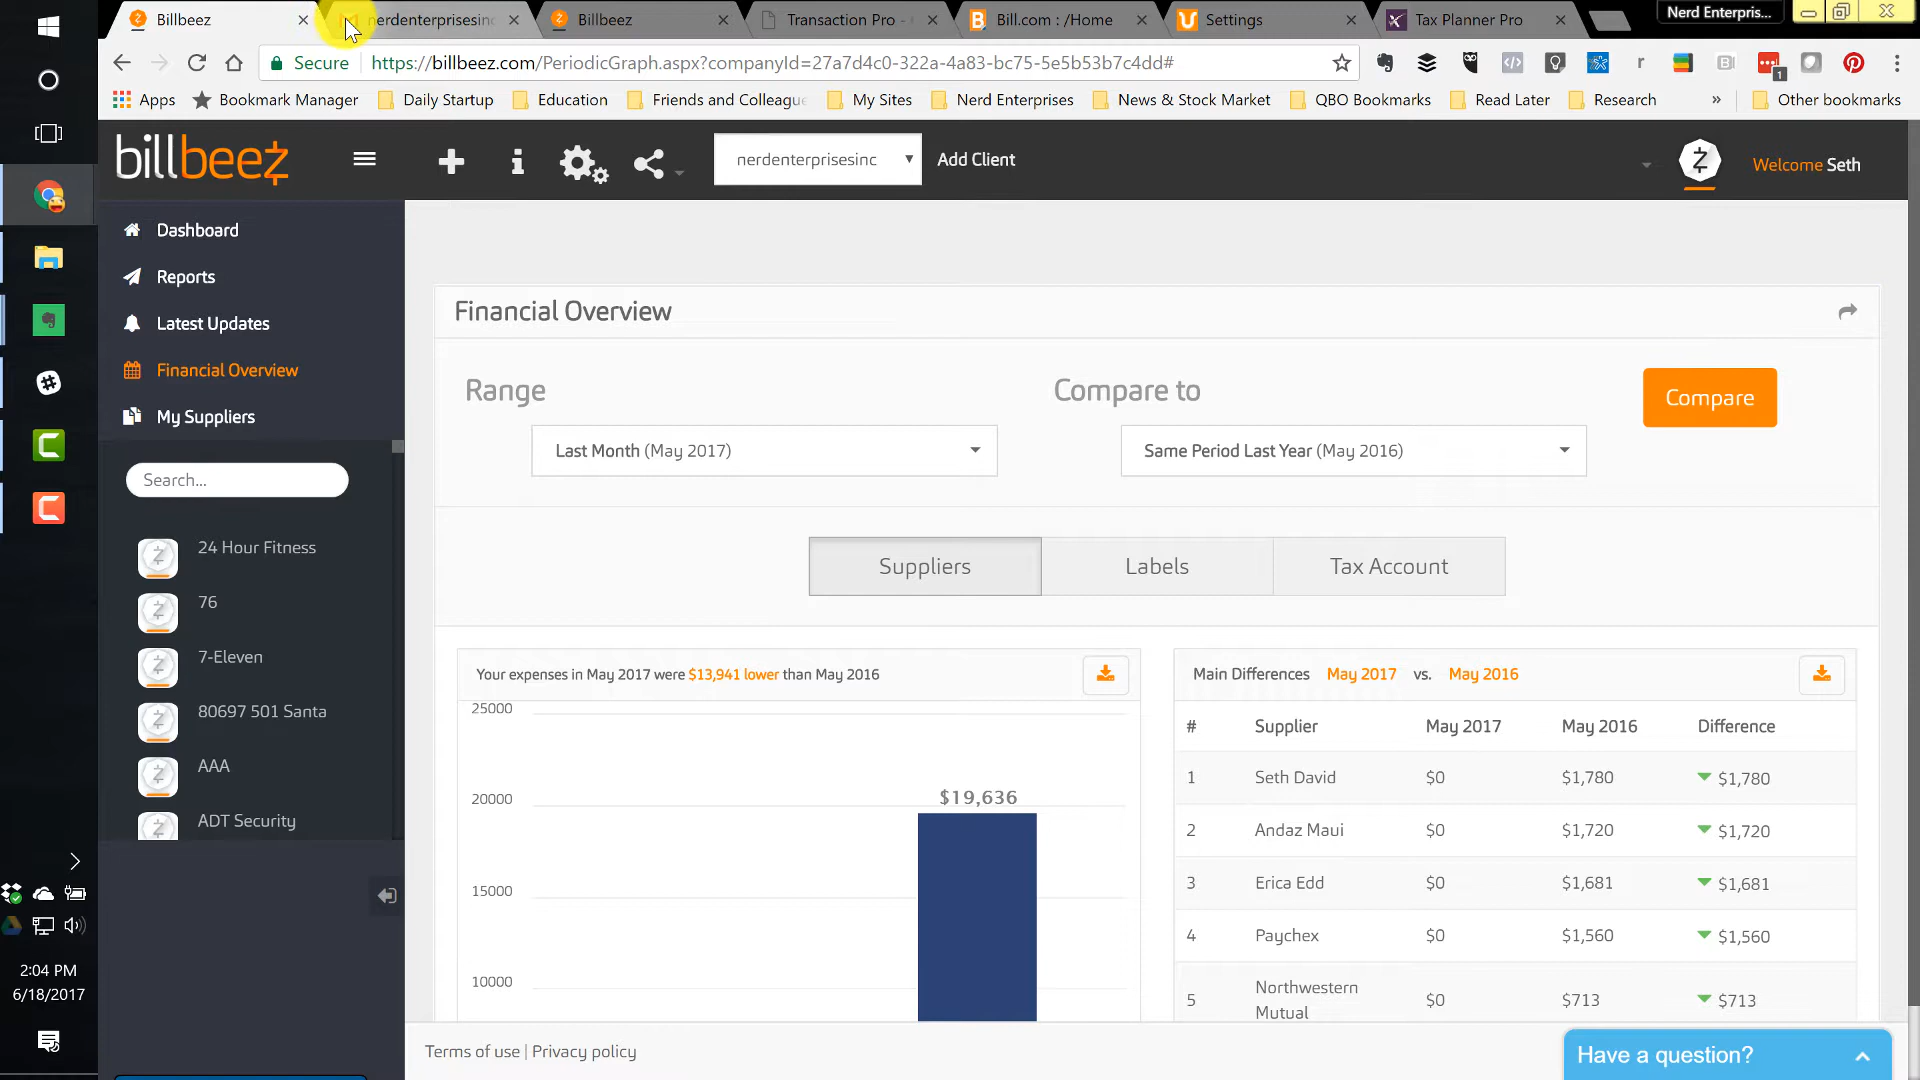 Billbeez
nerdenterprisesinc
Billbeez
Transaction Pro -
Bill.com : /Home
Settings
Tax Planner Pro
Nerd Enterpris...
Secure
https://billbeez.com/PeriodicGraph.aspx?companyId=27a7d4c0-322a-4a83-bc75-5e5b53b7c4dd#
Apps
Bookmark Manager
Daily Startup
Education
Friends and Colleagu
My Sites
Nerd Enterprises
News & Stock Market
QBO Bookmarks
Read Later
Research
»
Other bookmarks
billbeez
nerdenterprisesinc
Add Client
Welcome Seth
Dashboard
Reports
Latest Updates
Financial Overview
My Suppliers
Search...
24 Hour Fitness
76
7-Eleven
80697 501 Santa
AAA
ADT Security
Financial Overview
Range
Compare to
Compare
Last Month (May 2017)
Same Period Last Year (May 2016)
Suppliers
Labels
Tax Account
Your expenses in May 2017 were $13,941 lower than May 2016
25000
20000
15000
10000
$19,636
Main Differences May 2017 vs. May 2016
# Supplier May 2017 May 2016 Difference
1 Seth David $0 $1,780 $1,780
2 Andaz Maui $0 $1,720 $1,720
3 Erica Edd $0 $1,681 $1,681
4 Paychex $0 $1,560 $1,560
5 Northwestern Mutual $0 $713 $713
Terms of use | Privacy policy
Have a question?
2:04 PM
6/18/2017